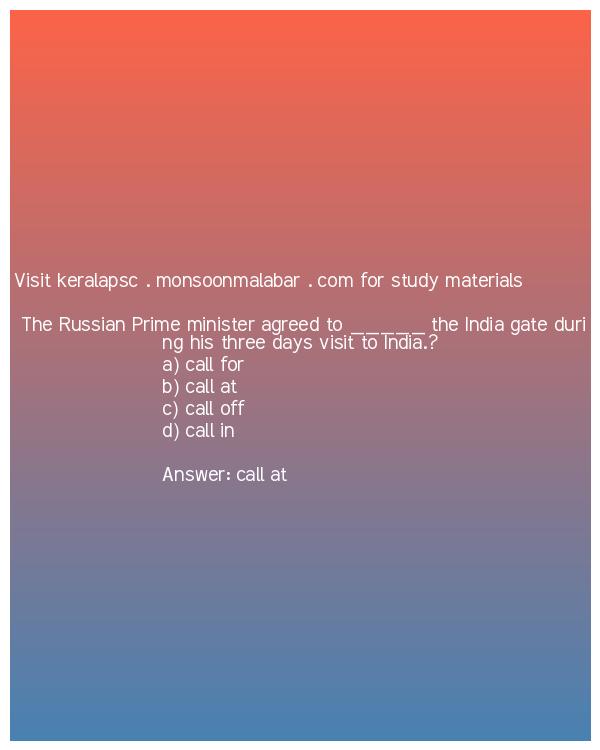 Visit keralapsc . monsoonmalabar . com for study materials
The Russian Prime minister agreed to _____ the India gate duri
ng his three days visit to India.?
a) call for
b) call at
c) call off
d) call in
Answer: call at